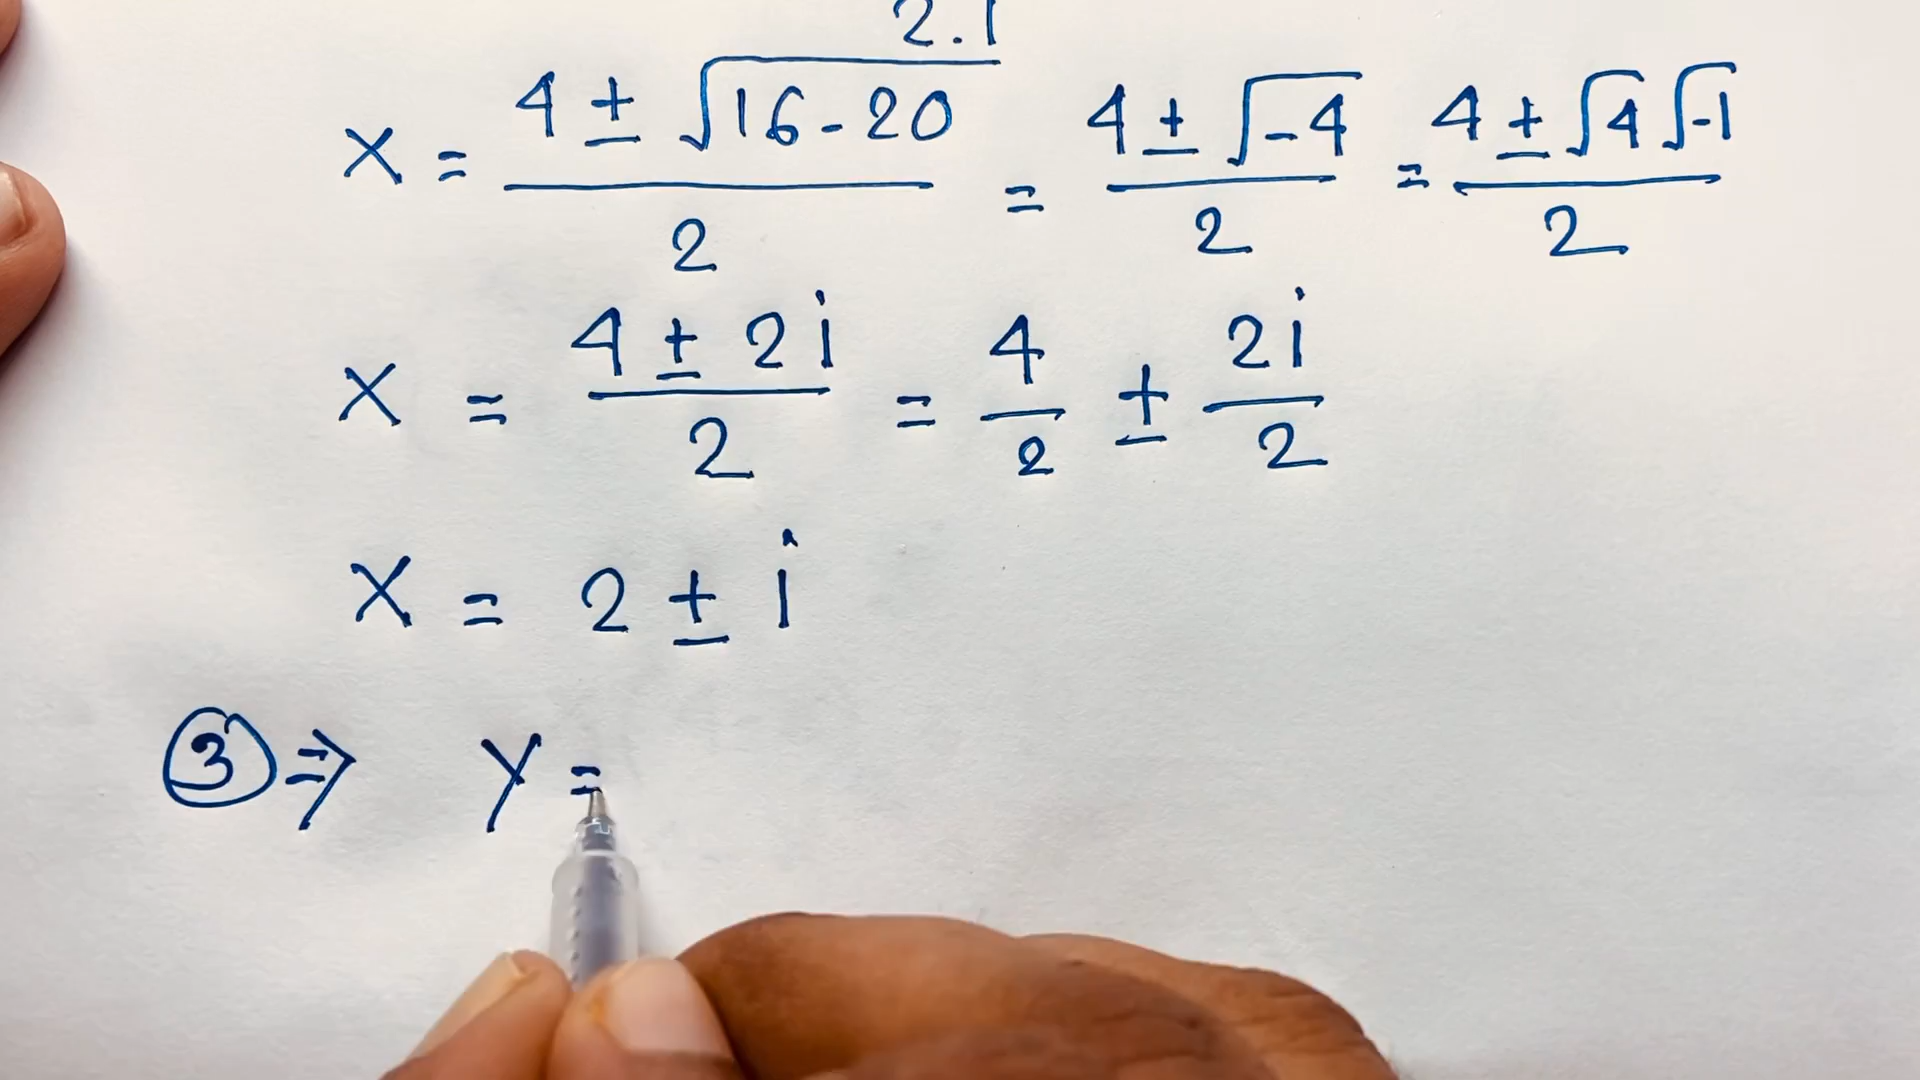 2.1
x = (4 ± √(16-20))/2 = (4 ± √-4)/2 = (4 ± √4 √-1)/2
x = (4 ± 2i)/2 = 4/2 ± 2i/2
x = 2 ± i
③ ⇒ y =